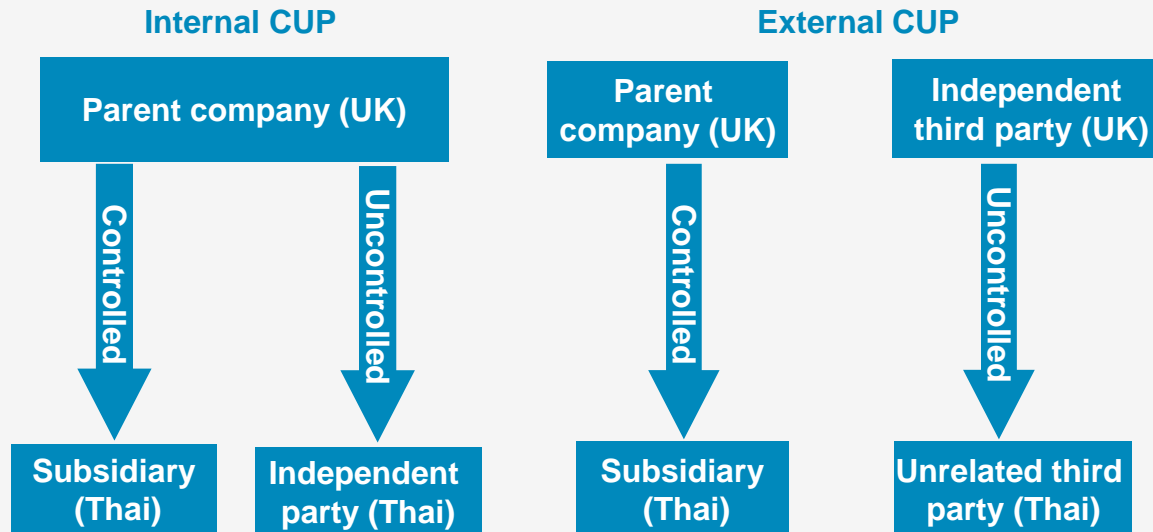 Internal CUP
Parent company (UK)
Controlled
Uncontrolled
Subsidiary
(Thai)
Independent
party (Thai)
External CUP
Parent
company (UK)
Independent
third party (UK)
Controlled
Uncontrolled
Subsidiary
(Thai)
Unrelated third
party (Thai)